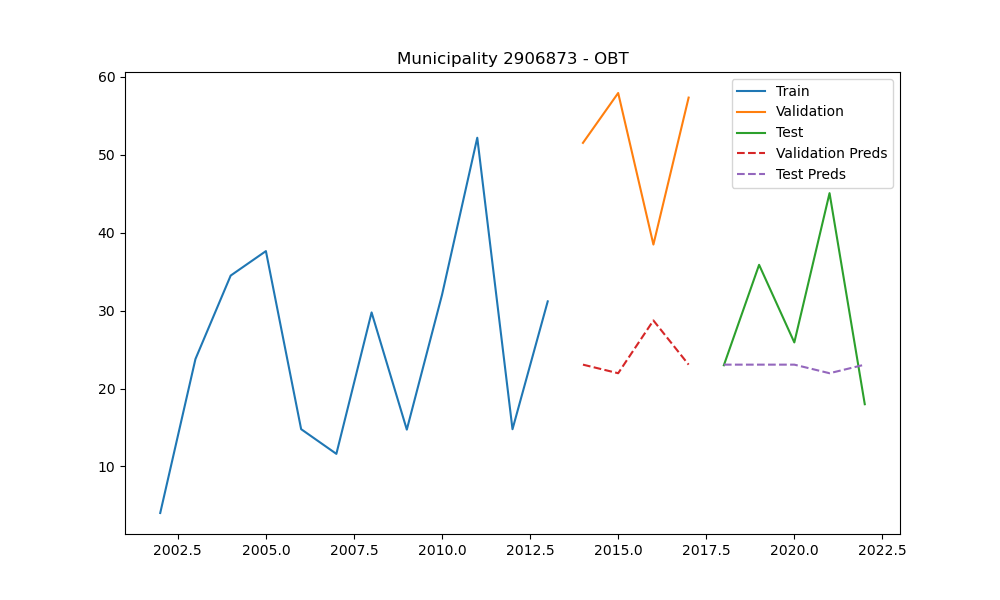 Municipality 2906873 - OBT
Train
Validation
Test
Validation Preds
Test Preds
60
50
40
30
20
10
2002.5 2005.0 2007.5 2010.0 2012.5 2015.0 2017.5 2020.0 2022.5